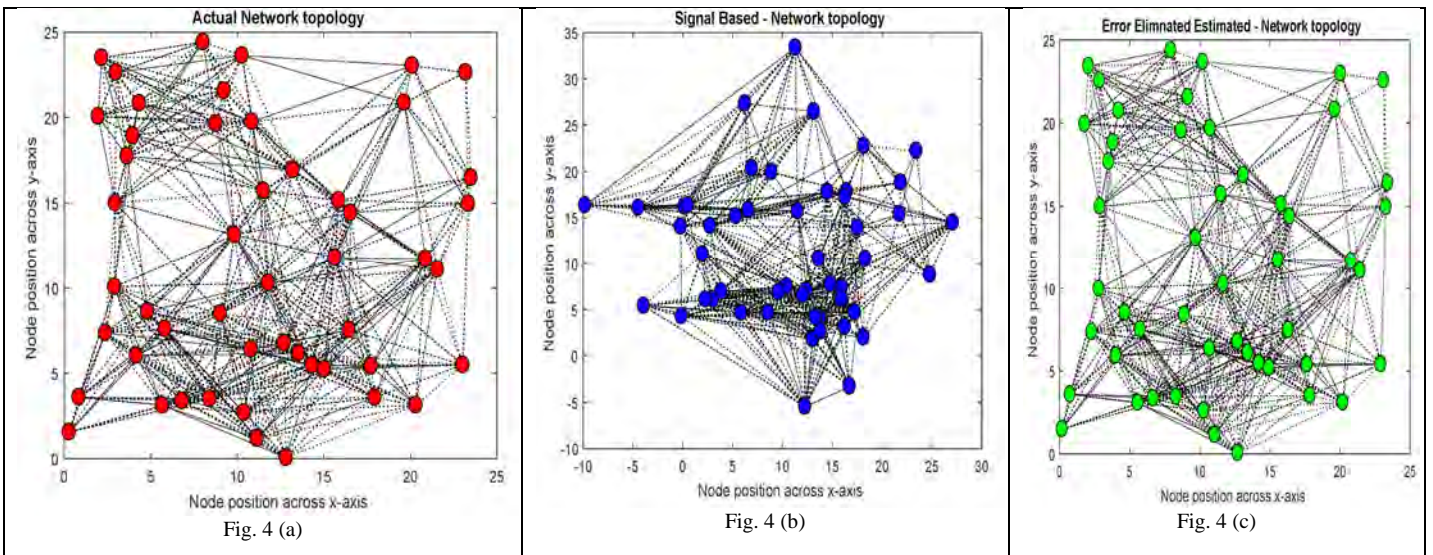 Actual Network topology
Node position across y-axis
25
20
15
10
5
0
0 5 10 15 20 25
Node position across x-axis
Fig. 4 (a)
Signal Based - Network topology
Node position across y-axis
35
30
25
20
15
10
5
0
-5
-10
-10 -5 0 5 10 15 20 25 30
Node position across x-axis
Fig. 4 (b)
Error Elimnated Estimated - Network topology
Node position across y-axis
25
20
15
10
5
0
0 5 10 15 20 25
Node position across x-axis
Fig. 4 (c)